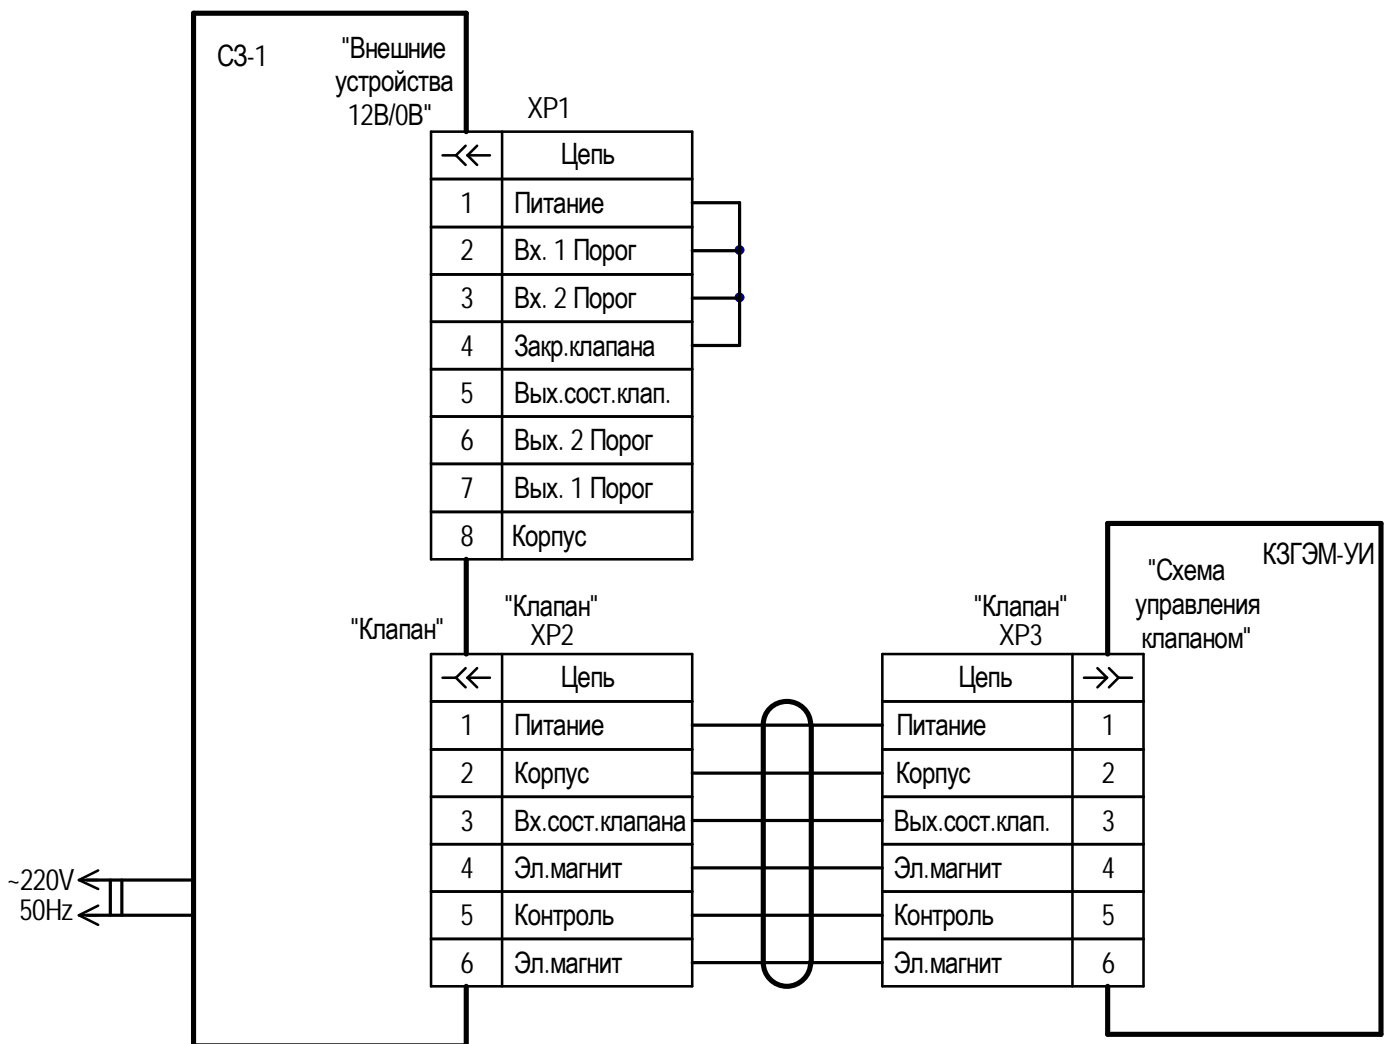 СЗ-1
"Внешние
устройства
12В/0В"
XP1
Цепь
1 Питание
2 Вх. 1 Порог
3 Вх. 2 Порог
4 Закр.клапана
5 Вых.сост.клап.
6 Вых. 2 Порог
7 Вых. 1 Порог
8 Корпус
"Клапан"
"Клапан"
XP2
Цепь
1 Питание
2 Корпус
3 Вх.сост.клапана
4 Эл.магнит
5 Контроль
6 Эл.магнит
"Клапан"
XP3
Цепь
Питание 1
Корпус 2
Вых.сост.клап. 3
Эл.магнит 4
Контроль 5
Эл.магнит 6
КЗГЭМ-УИ
"Схема
управления
клапаном"
~220V
50Hz